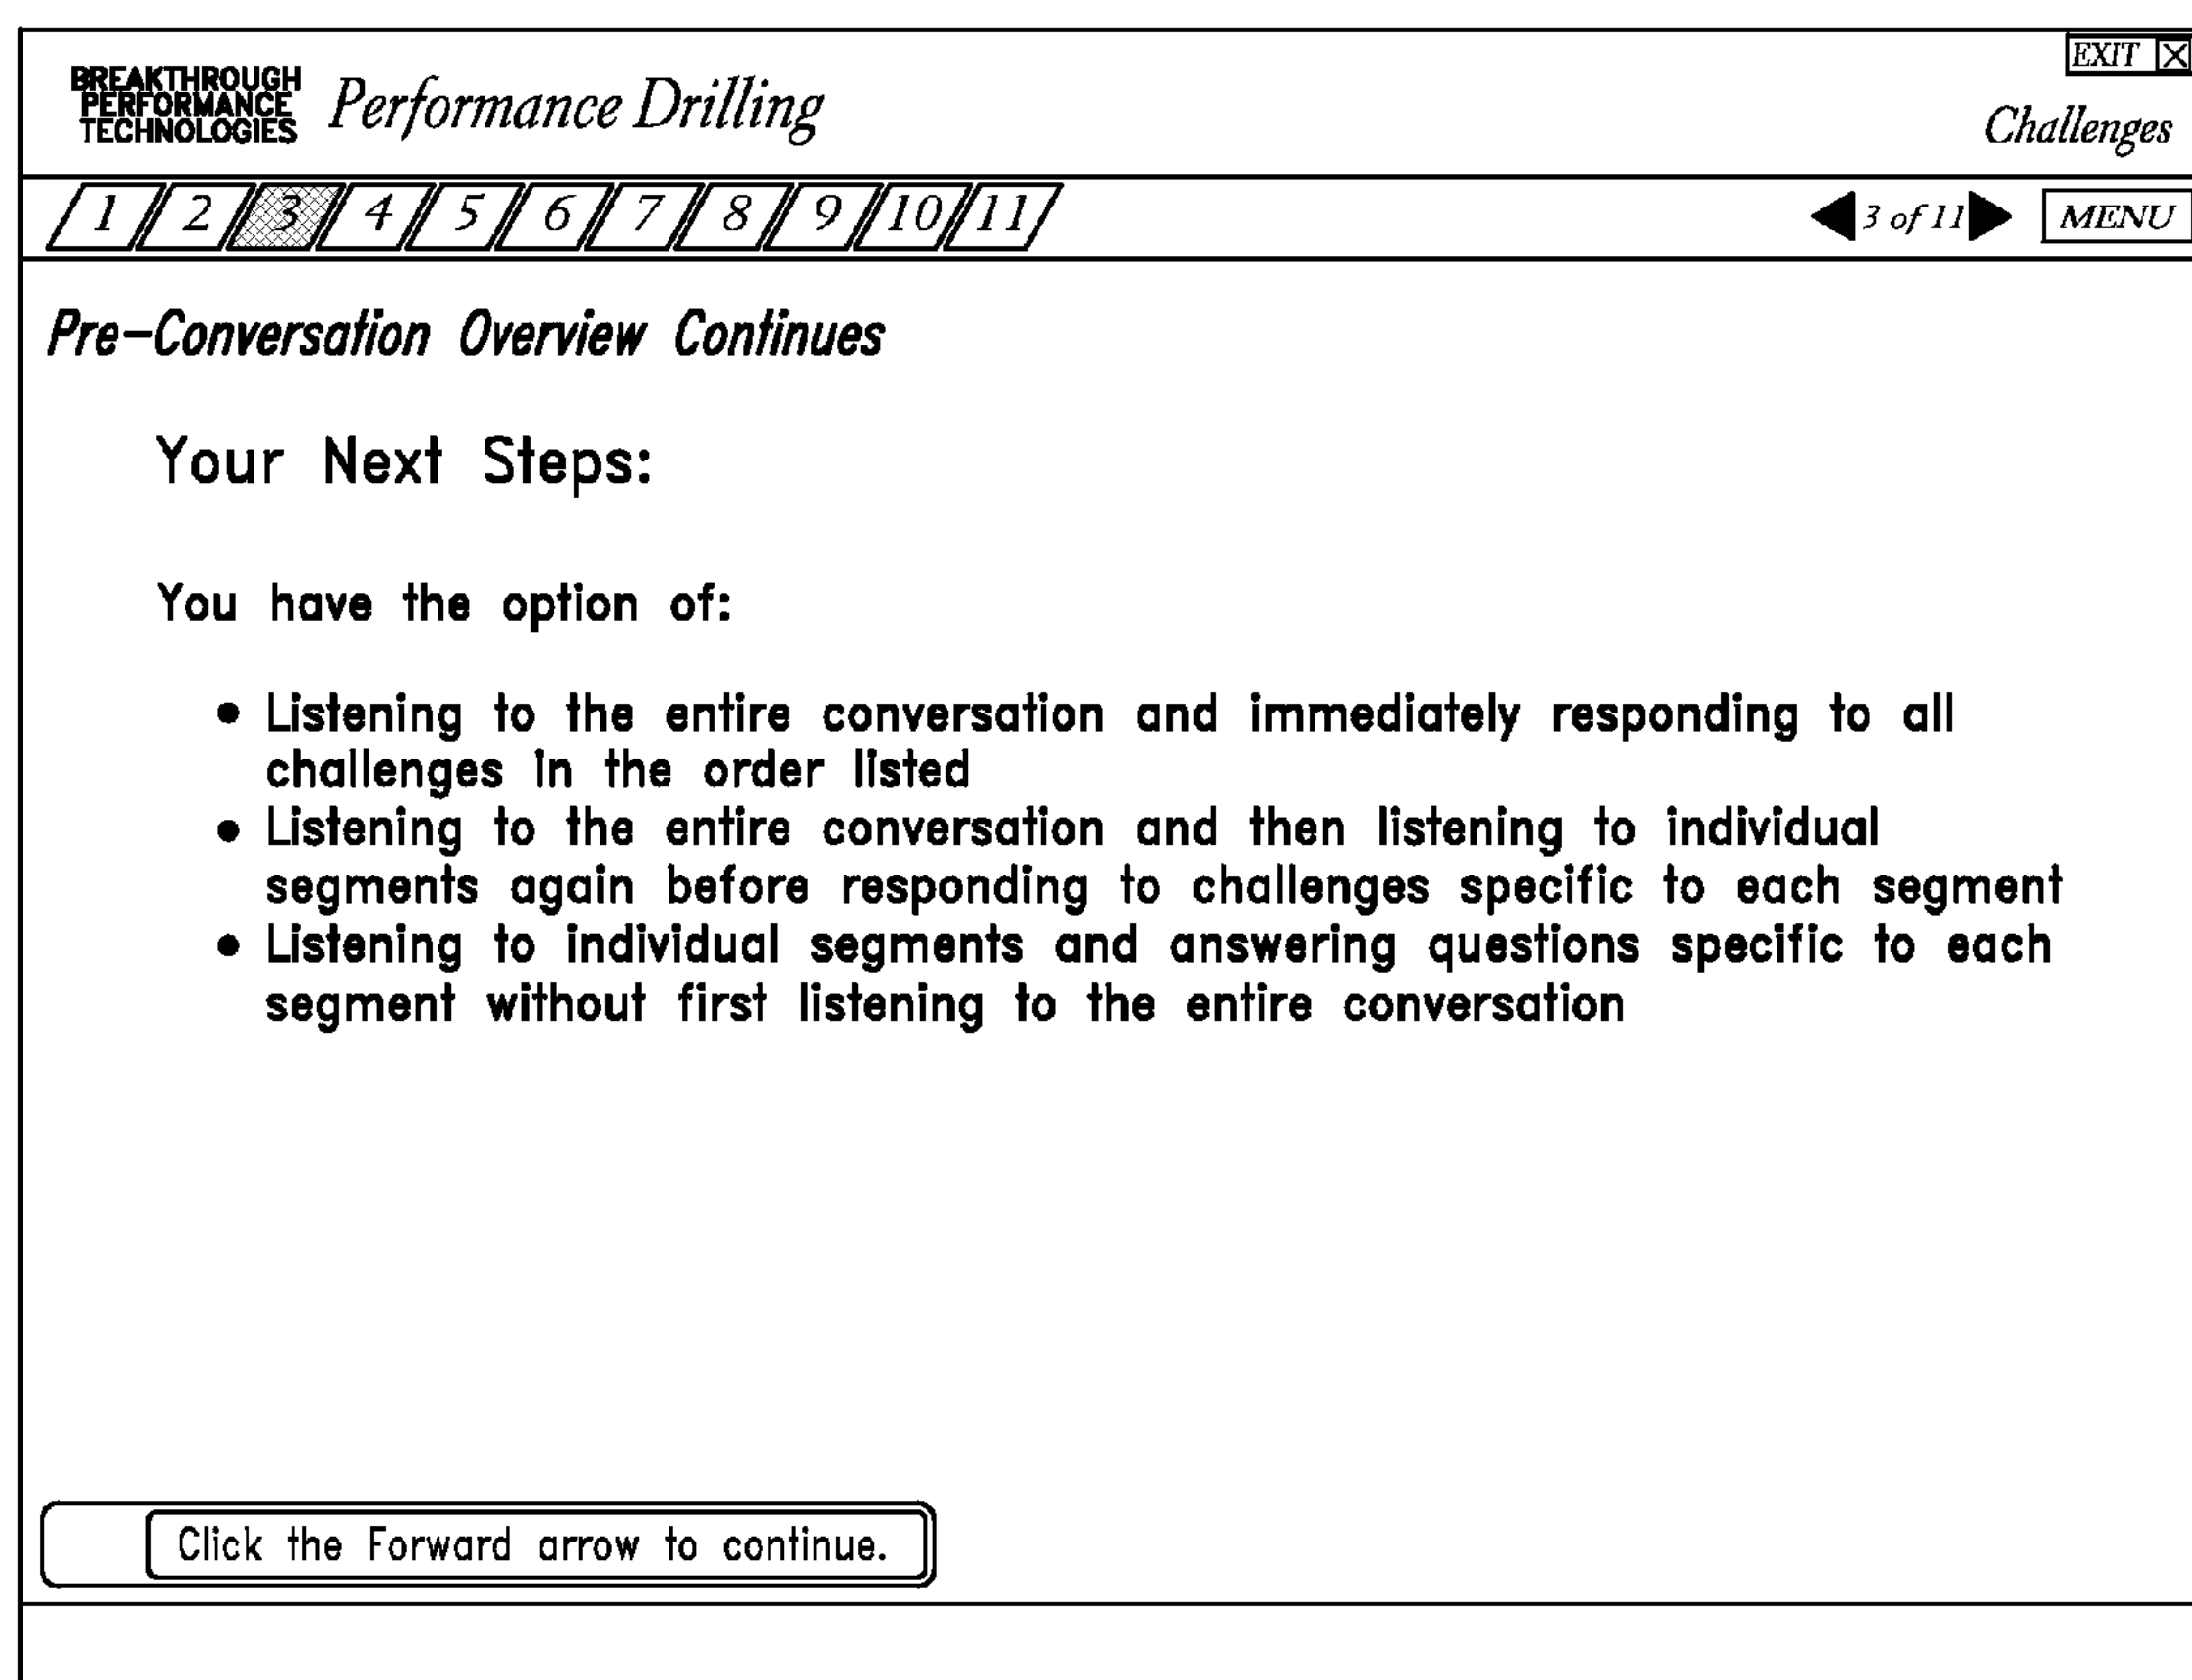 EXIT X
BREAKTHROUGH
PERFORMANCE
TECHNOLOGIES
Performance Drilling
Challenges
1 2 3 4 5 6 7 8 9 10 11
3 of 11
MENU
Pre-Conversation Overview Continues
Your Next Steps:
You have the option of:
• Listening to the entire conversation and immediately responding to all
challenges in the order listed
• Listening to the entire conversation and then listening to individual
segments again before responding to challenges specific to each segment
• Listening to individual segments and answering questions specific to each
segment without first listening to the entire conversation
Click the Forward arrow to continue.